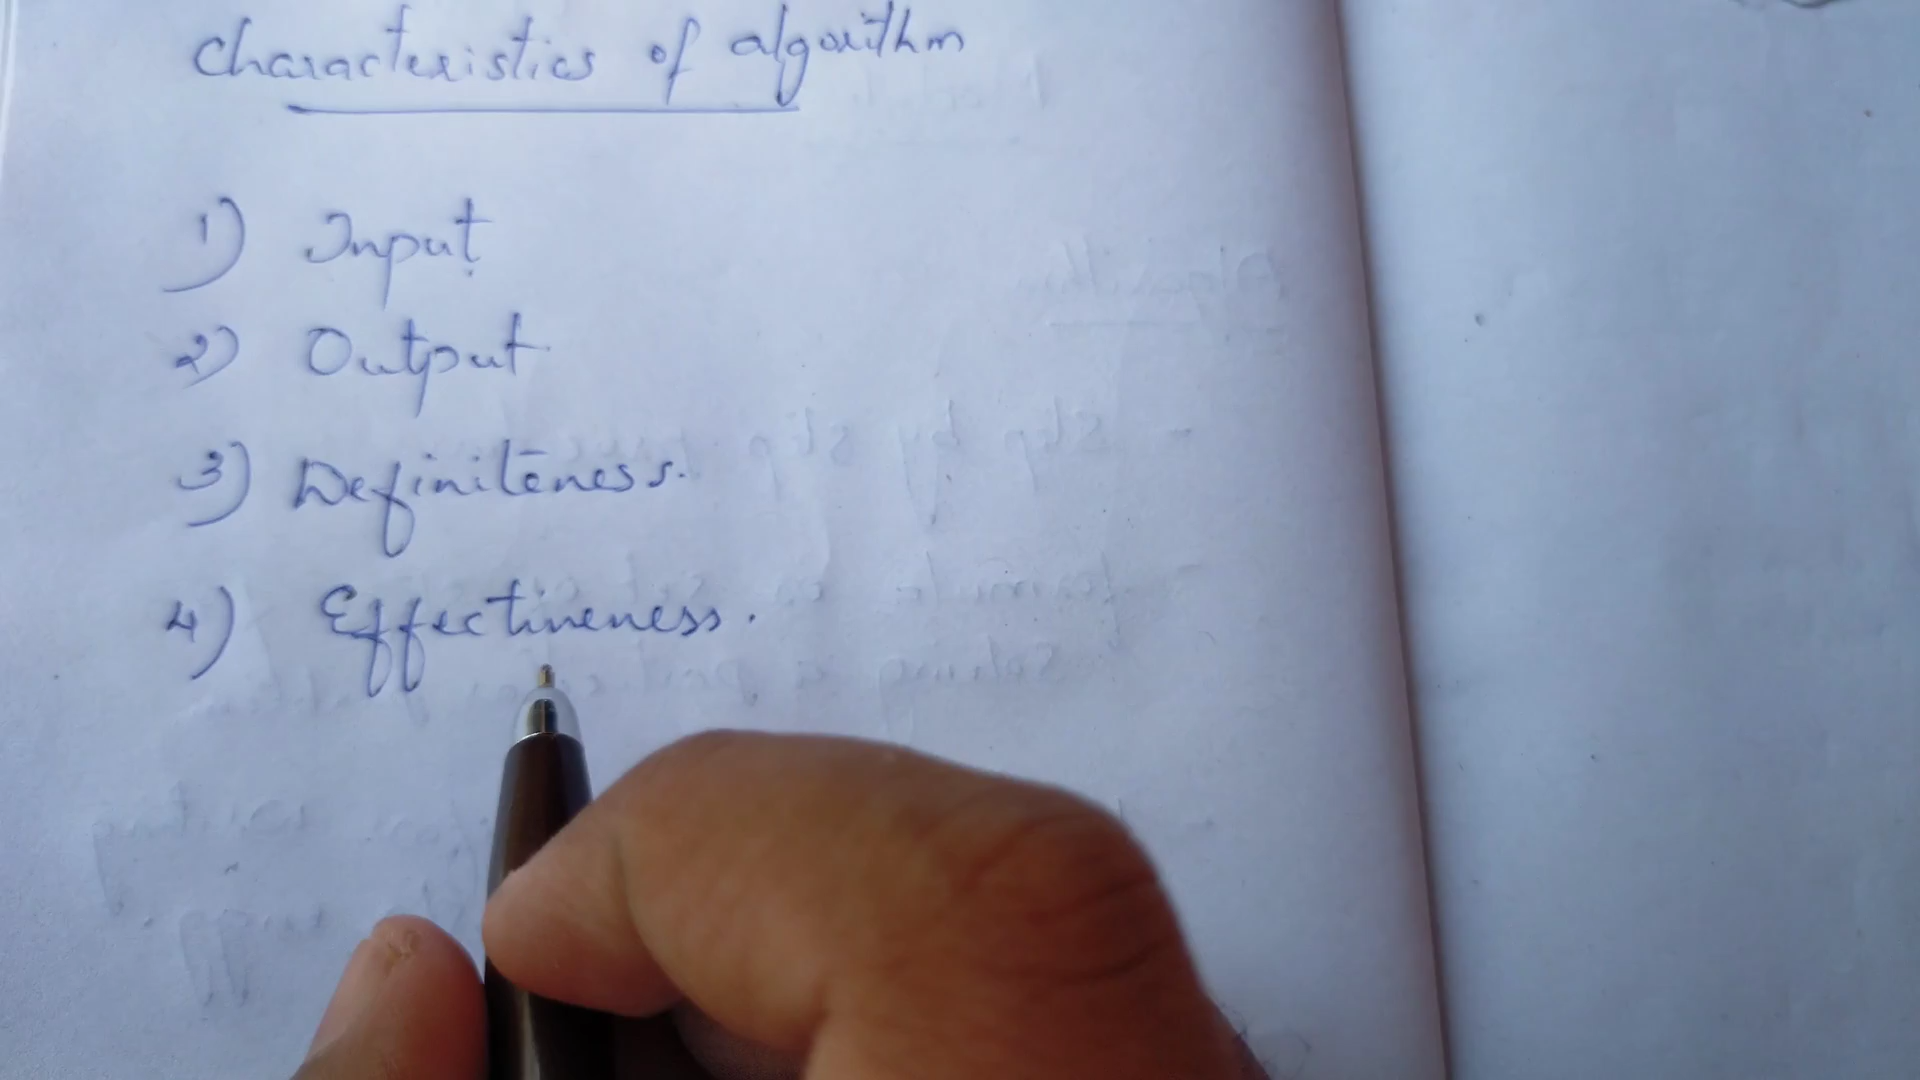 Characteristics of algorithm
1) Input
2) Output
3) Definiteness.
4) Effectiveness.